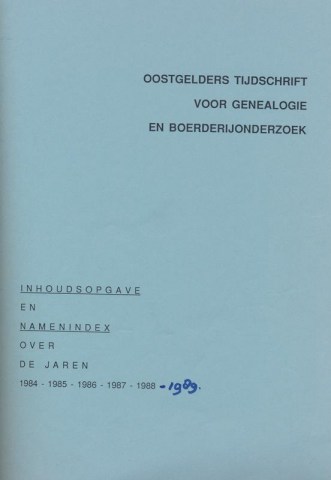 OOSTGELDERS TIJDSCHRIFT
VOOR GENEALOGIE
EN BOERDERIJONDERZOEK
INHOUDSOPGAVE
EN
NAMENINDEX
OVER
DE JAREN
1984 - 1985 - 1986 - 1987 - 1988 - 1989.